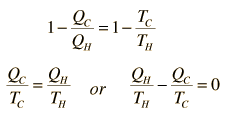 1 - Q_C/Q_H = 1 - T_C/T_H
Q_C/T_C = Q_H/T_H or Q_H/T_H - Q_C/T_C = 0